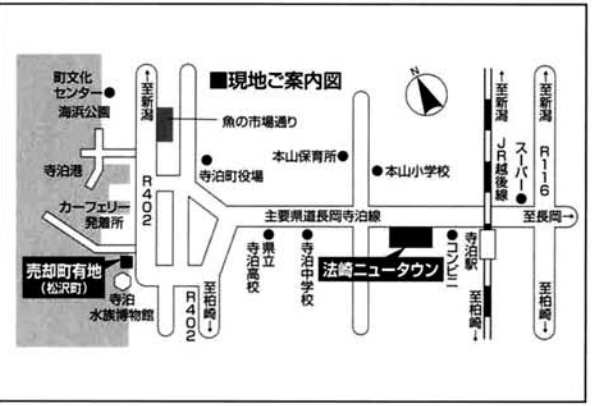 ■現地ご案内図
N
町文化
センター
海浜公園
←至新潟
魚の市場通り
寺泊港
寺泊町役場
本山保育所
本山小学校
←至新潟
JR越後線
スーパー
←至新潟
R116
カーフェリー
発着所
R402
主要県道長岡寺泊線
至長岡→
売却町有地
(松沢町)
寺泊
水族博物館
R402
至柏崎→
県立
寺泊高校
寺泊中学校
法崎ニュータウン
コンビニ
寺泊駅
至柏崎→
至柏崎→